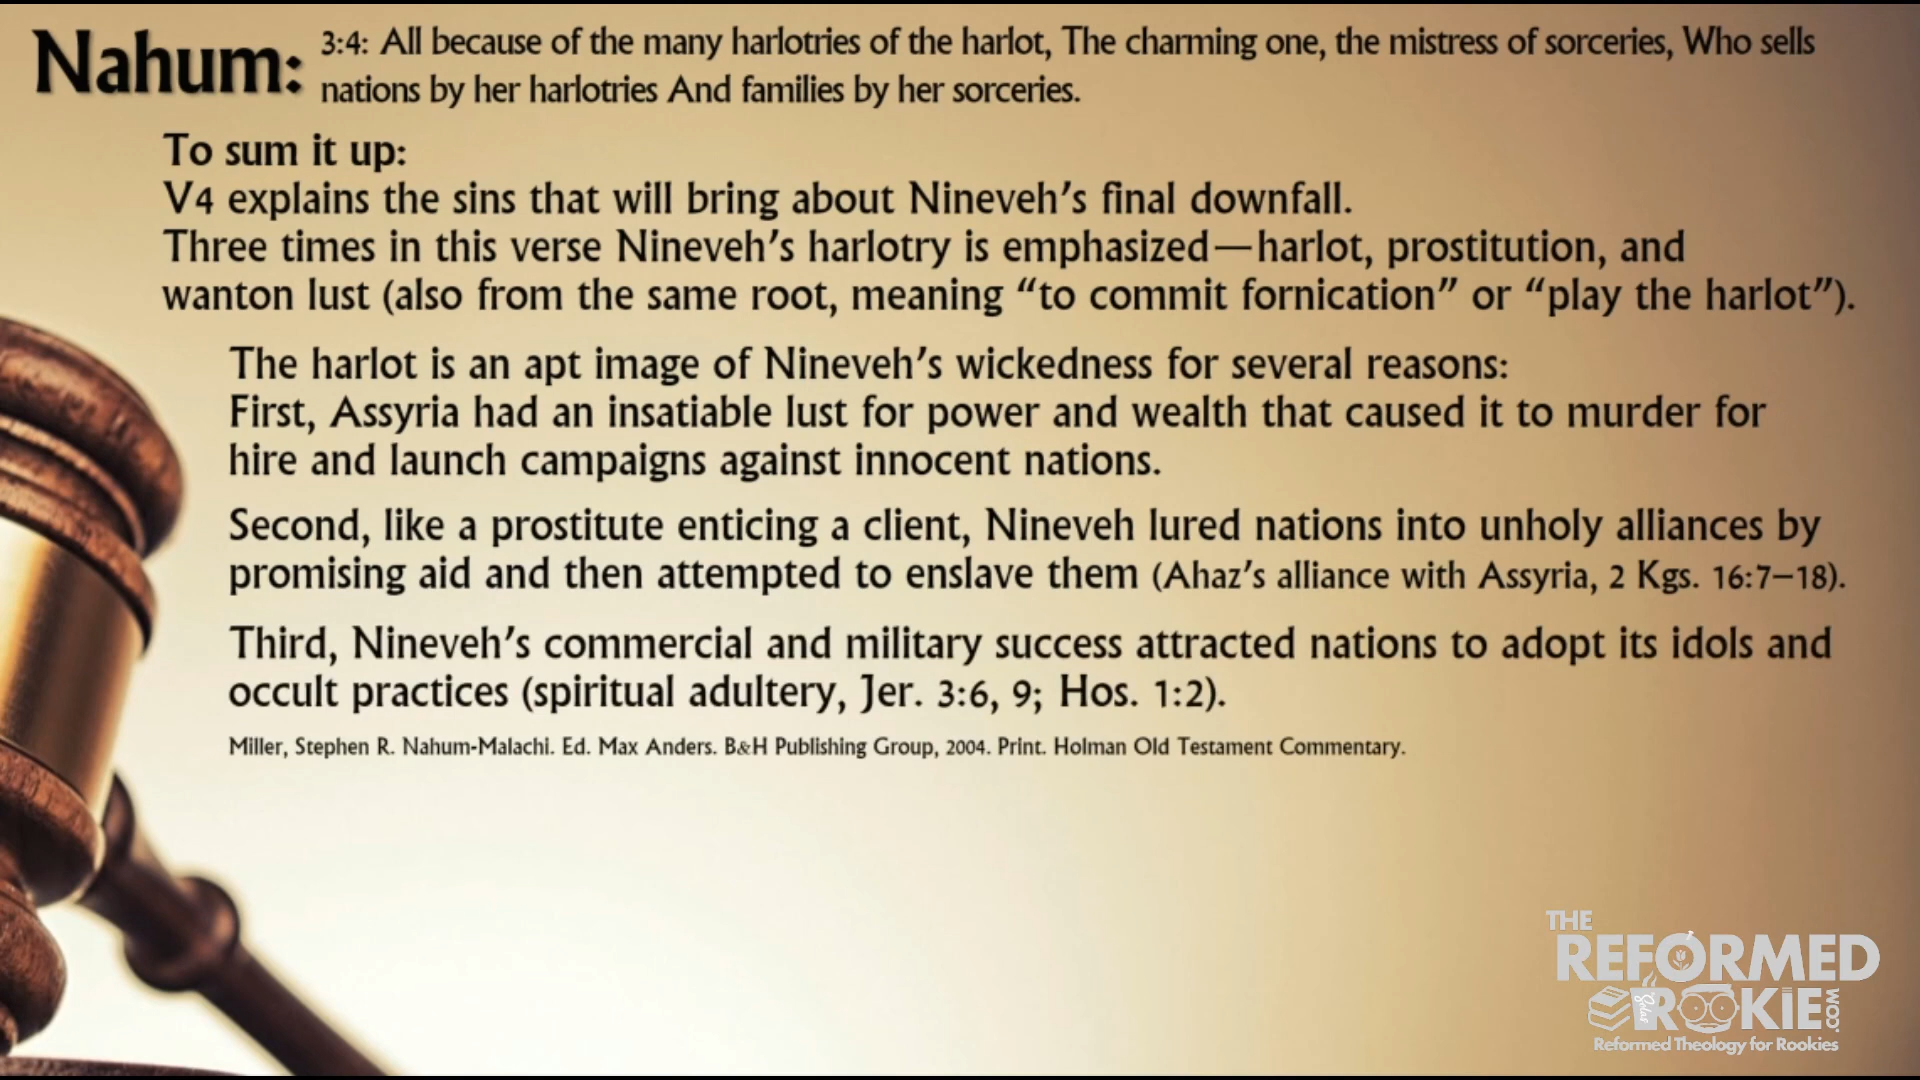 Nahum: 3:4: All because of the many harlotries of the harlot, The charming one, the mistress of sorceries, Who sells
nations by her harlotries And families by her sorceries.
To sum it up:
V4 explains the sins that will bring about Nineveh’s final downfall.
Three times in this verse Nineveh’s harlotry is emphasized—harlot, prostitution, and
wanton lust (also from the same root, meaning “to commit fornication” or “play the harlot”).
The harlot is an apt image of Nineveh’s wickedness for several reasons:
First, Assyria had an insatiable lust for power and wealth that caused it to murder for
hire and launch campaigns against innocent nations.
Second, like a prostitute enticing a client, Nineveh lured nations into unholy alliances by
promising aid and then attempted to enslave them (Ahaz’s alliance with Assyria, 2 Kgs. 16:7–18).
Third, Nineveh’s commercial and military success attracted nations to adopt its idols and
occult practices (spiritual adultery, Jer. 3:6, 9; Hos. 1:2).
Miller, Stephen R. Nahum-Malachi. Ed. Max Anders. B&H Publishing Group, 2004. Print. Holman Old Testament Commentary.
THE
REFORMED
ROOKIE.COM
Solas
Reformed Theology for Rookies